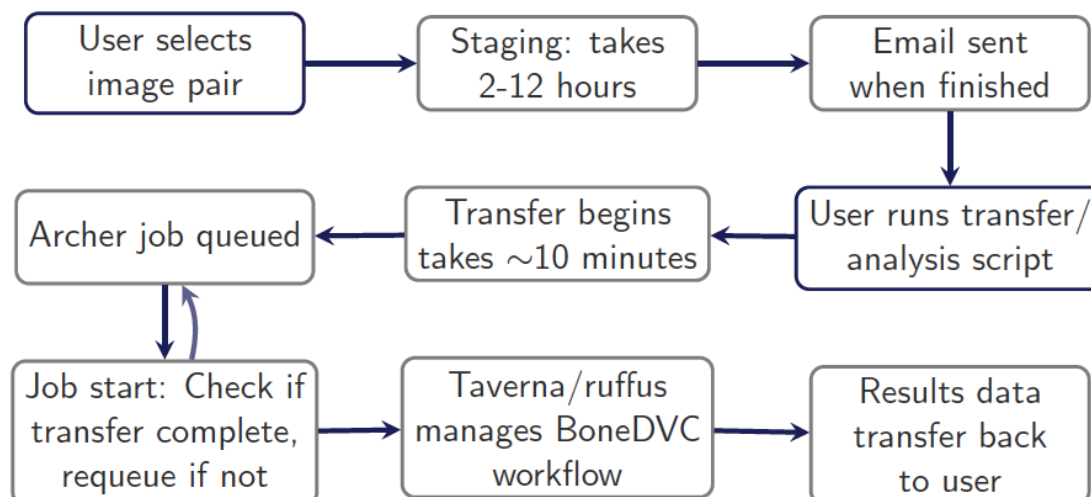 User selects
image pair
Staging: takes
2-12 hours
Email sent
when finished
User runs transfer/
analysis script
Transfer begins
takes ∼10 minutes
Archer job queued
Job start: Check if
transfer complete,
requeue if not
Taverna/ruffus
manages BoneDVC
workflow
Results data
transfer back
to user